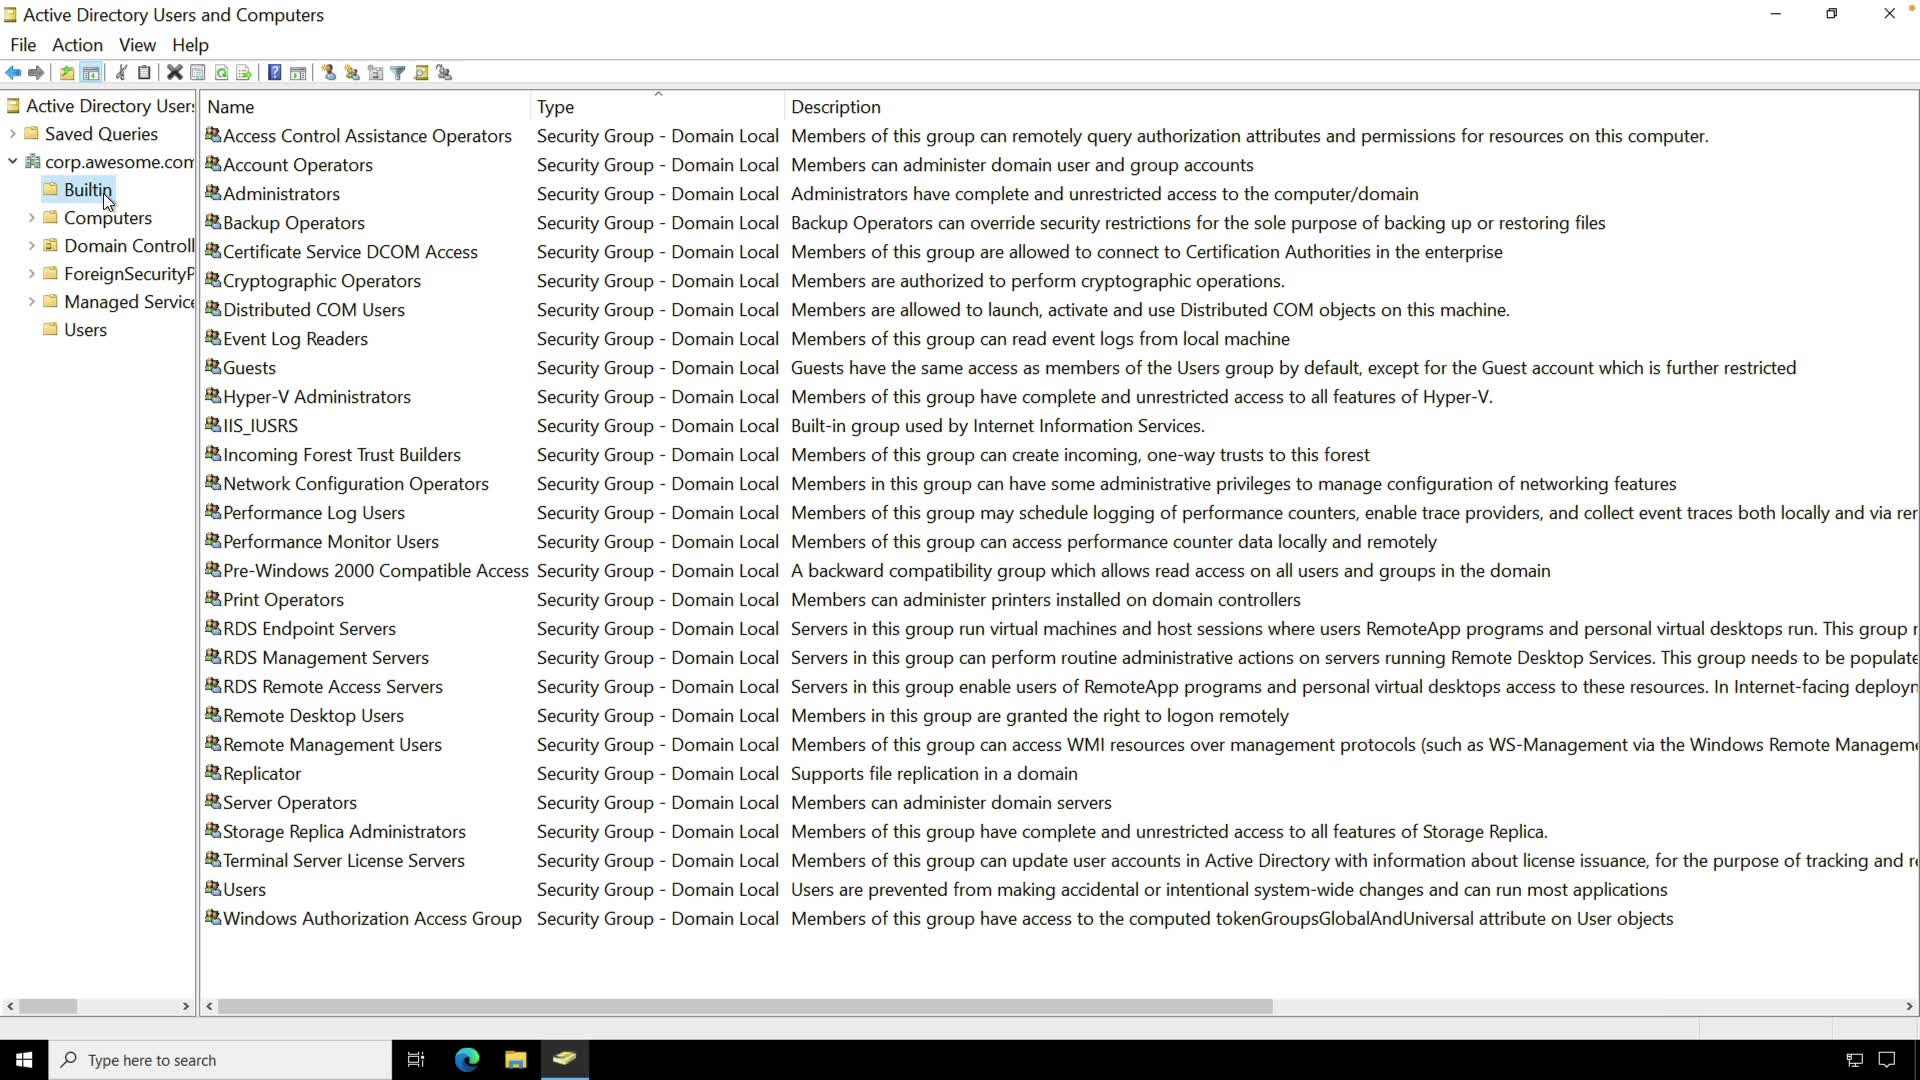 Active Directory Users and Computers
File Action View Help
Active Directory Users
Saved Queries
corp.awesome.com
Builtin
Computers
Domain Controll
ForeignSecurityP
Managed Service
Users
Name Type Description
Access Control Assistance Operators Security Group - Domain Local Members of this group can remotely query authorization attributes and permissions for resources on this computer.
Account Operators Security Group - Domain Local Members can administer domain user and group accounts
Administrators Security Group - Domain Local Administrators have complete and unrestricted access to the computer/domain
Backup Operators Security Group - Domain Local Backup Operators can override security restrictions for the sole purpose of backing up or restoring files
Certificate Service DCOM Access Security Group - Domain Local Members of this group are allowed to connect to Certification Authorities in the enterprise
Cryptographic Operators Security Group - Domain Local Members are authorized to perform cryptographic operations.
Distributed COM Users Security Group - Domain Local Members are allowed to launch, activate and use Distributed COM objects on this machine.
Event Log Readers Security Group - Domain Local Members of this group can read event logs from local machine
Guests Security Group - Domain Local Guests have the same access as members of the Users group by default, except for the Guest account which is further restricted
Hyper-V Administrators Security Group - Domain Local Members of this group have complete and unrestricted access to all features of Hyper-V.
IIS_IUSRS Security Group - Domain Local Built-in group used by Internet Information Services.
Incoming Forest Trust Builders Security Group - Domain Local Members of this group can create incoming, one-way trusts to this forest
Network Configuration Operators Security Group - Domain Local Members in this group can have some administrative privileges to manage configuration of networking features
Performance Log Users Security Group - Domain Local Members of this group may schedule logging of performance counters, enable trace providers, and collect event traces both locally and via rer
Performance Monitor Users Security Group - Domain Local Members of this group can access performance counter data locally and remotely
Pre-Windows 2000 Compatible Access Security Group - Domain Local A backward compatibility group which allows read access on all users and groups in the domain
Print Operators Security Group - Domain Local Members can administer printers installed on domain controllers
RDS Endpoint Servers Security Group - Domain Local Servers in this group run virtual machines and host sessions where users RemoteApp programs and personal virtual desktops run. This group r
RDS Management Servers Security Group - Domain Local Servers in this group can perform routine administrative actions on servers running Remote Desktop Services. This group needs to be populate
RDS Remote Access Servers Security Group - Domain Local Servers in this group enable users of RemoteApp programs and personal virtual desktops access to these resources. In Internet-facing deployn
Remote Desktop Users Security Group - Domain Local Members in this group are granted the right to logon remotely
Remote Management Users Security Group - Domain Local Members of this group can access WMI resources over management protocols (such as WS-Management via the Windows Remote Manageme
Replicator Security Group - Domain Local Supports file replication in a domain
Server Operators Security Group - Domain Local Members can administer domain servers
Storage Replica Administrators Security Group - Domain Local Members of this group have complete and unrestricted access to all features of Storage Replica.
Terminal Server License Servers Security Group - Domain Local Members of this group can update user accounts in Active Directory with information about license issuance, for the purpose of tracking and re
Users Security Group - Domain Local Users are prevented from making accidental or intentional system-wide changes and can run most applications
Windows Authorization Access Group Security Group - Domain Local Members of this group have access to the computed tokenGroupsGlobalAndUniversal attribute on User objects
Type here to search